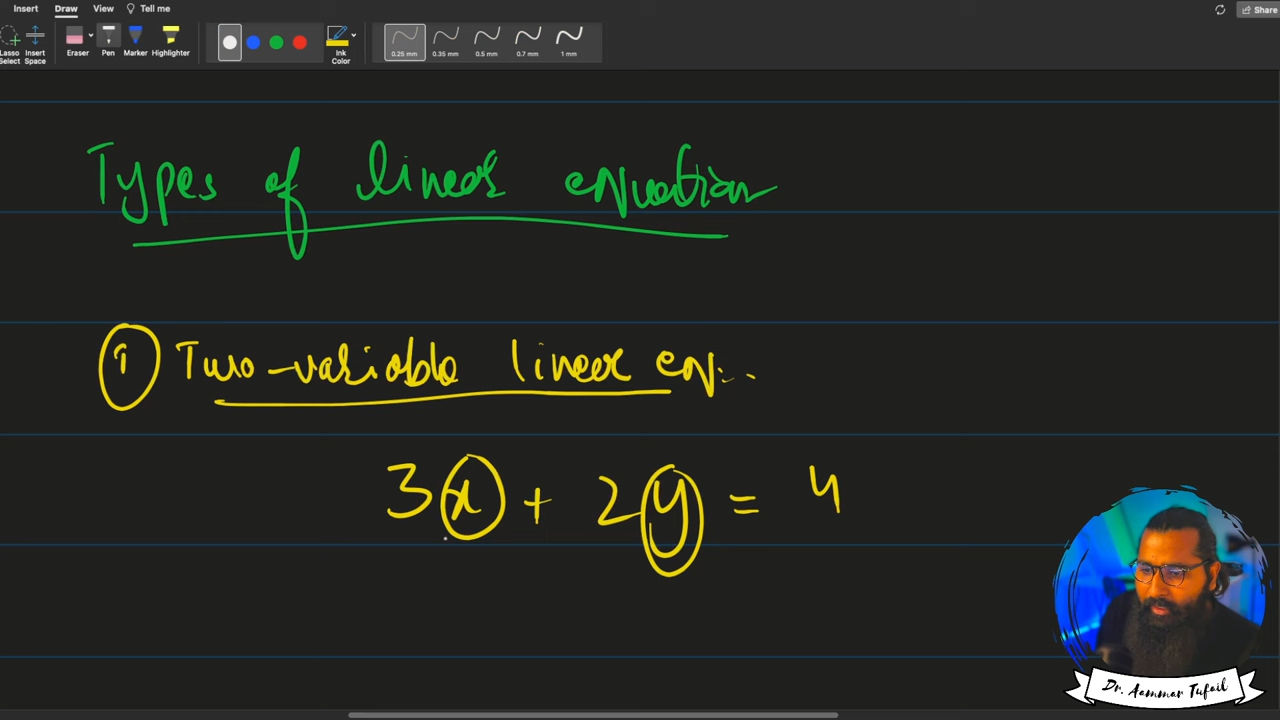 Insert Draw View Tell me Share
Lasso Select Insert Space Eraser Pen Marker Highlighter Ink Color 0.25 mm 0.35 mm 0.5 mm 0.7 mm 1 mm
Types of linear equation
1 Two-variable linear eq...
3x + 2y = 4
Dr. Aammar Tufail